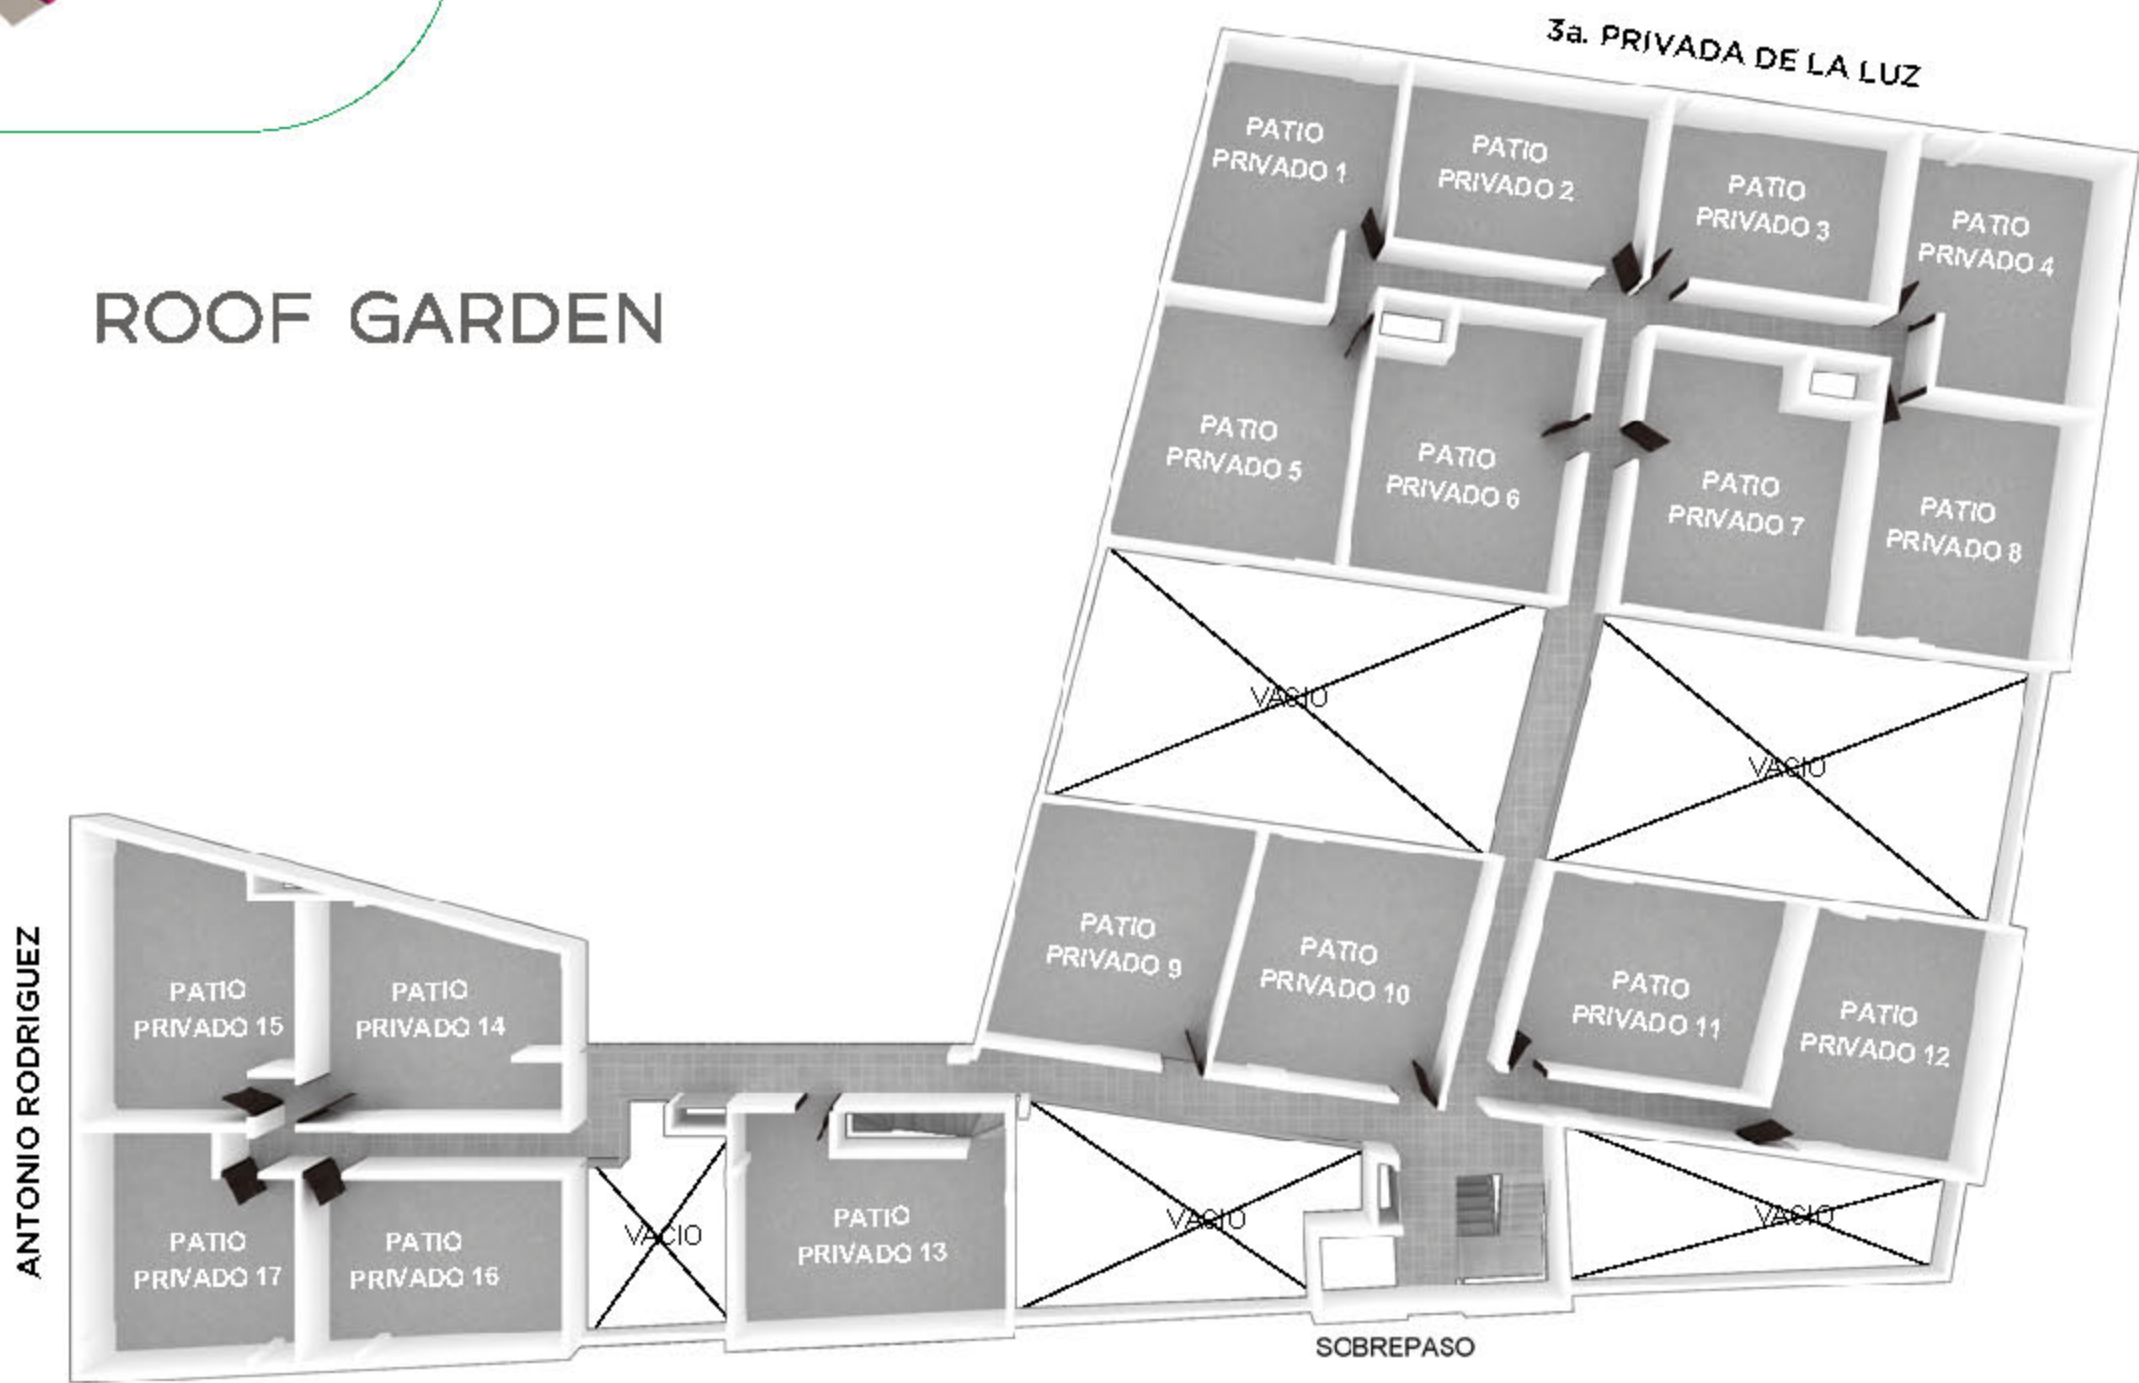 3a. PRIVADA DE LA LUZ
ROOF GARDEN
PATIO
PRIVADO 1
PATIO
PRIVADO 2
PATIO
PRIVADO 3
PATIO
PRIVADO 4
PATIO
PRIVADO 5
PATIO
PRIVADO 6
PATIO
PRIVADO 7
PATIO
PRIVADO 8
VACIO
VACIO
PATIO
PRIVADO 9
PATIO
PRIVADO 10
PATIO
PRIVADO 11
PATIO
PRIVADO 12
ANTONIO RODRIGUEZ
PATIO
PRIVADO 15
PATIO
PRIVADO 14
PATIO
PRIVADO 17
PATIO
PRIVADO 16
VACIO
PATIO
PRIVADO 13
VACIO
VACIO
SOBREPASO